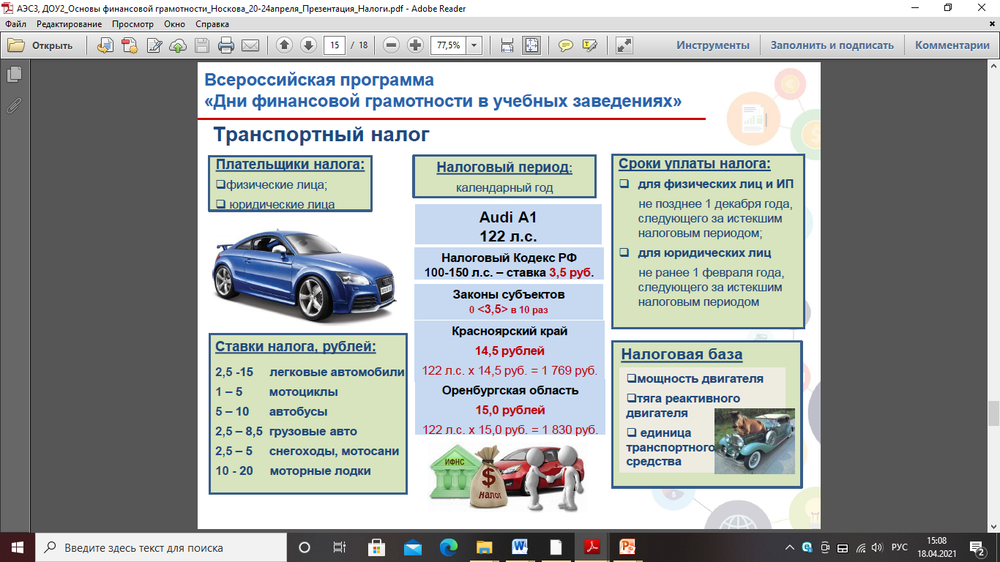 АЭС3, ДОУ2_Основы финансовой грамотности_Носкова_20-24апреля_Презентация_Налоги.pdf - Adobe Reader
Файл Редактирование Просмотр Окно Справка
Открыть 15 / 18 77,5% Инструменты Заполнить и подписать Комментарии
Всероссийская программа
«Дни финансовой грамотности в учебных заведениях»
Транспортный налог
Плательщики налога:
физические лица;
юридические лица
Налоговый период:
календарный год
Сроки уплаты налога:
для физических лиц и ИП
не позднее 1 декабря года,
следующего за истекшим
налоговым периодом;
для юридических лиц
не ранее 1 февраля года,
следующего за истекшим
налоговым периодом
Audi A1
122 л.с.
Налоговый Кодекс РФ
100-150 л.с. – ставка 3,5 руб.
Законы субъектов
0 <3,5> в 10 раз
Красноярский край
14,5 рублей
122 л.с. х 14,5 руб. = 1 769 руб.
Оренбургская область
15,0 рублей
122 л.с. х 15,0 руб. = 1 830 руб.
Ставки налога, рублей:
2,5 -15 легковые автомобили
1 – 5 мотоциклы
5 – 10 автобусы
2,5 – 8,5 грузовые авто
2,5 – 5 снегоходы, мотосани
10 - 20 моторные лодки
Налоговая база
мощность двигателя
тяга реактивного
двигателя
единица
транспортного
средства
ИФНС
$
налог
Введите здесь текст для поиска
РУС
15:08
18.04.2021
2